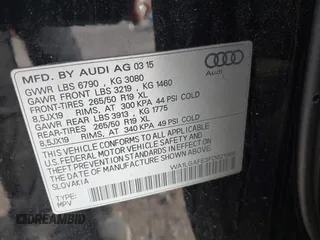 MFD. BY AUDI AG 03 15
GVWR LBS 6790 , KG 3080
GAWR FRONT LBS 3219 , KG 1460
FRONT-TIRES 265/50 R19 XL
8,5JX19 RIMS, AT 300 KPA 44 PSI COLD
GAWR REAR LBS 3913 , KG 1775
REAR-TIRES 265/50 R19 XL
8,5JX19 RIMS, AT 340 KPA 49 PSI COLD
THIS VEHICLE CONFORMS TO ALL APPLICABLE
U.S. FEDERAL MOTOR VEHICLE SAFETY STANDARDS
IN EFFECT ON THE DATE OF MANUFACTURE SHOWN ABOVE
SLOVAKIA
TYPE:
MPV
Audi
DREAMBID